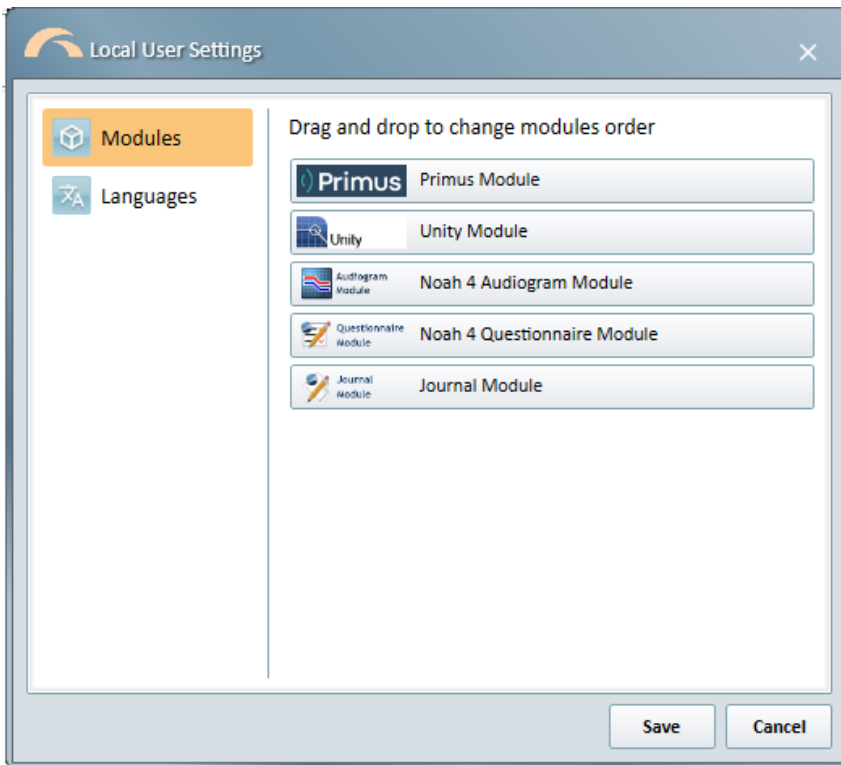 Local User Settings
Modules
Languages
Drag and drop to change modules order
Primus Primus Module
Unity Unity Module
Audiogram
Module
Noah 4 Audiogram Module
Questionnaire
Module
Noah 4 Questionnaire Module
Journal
Module
Journal Module
Save
Cancel